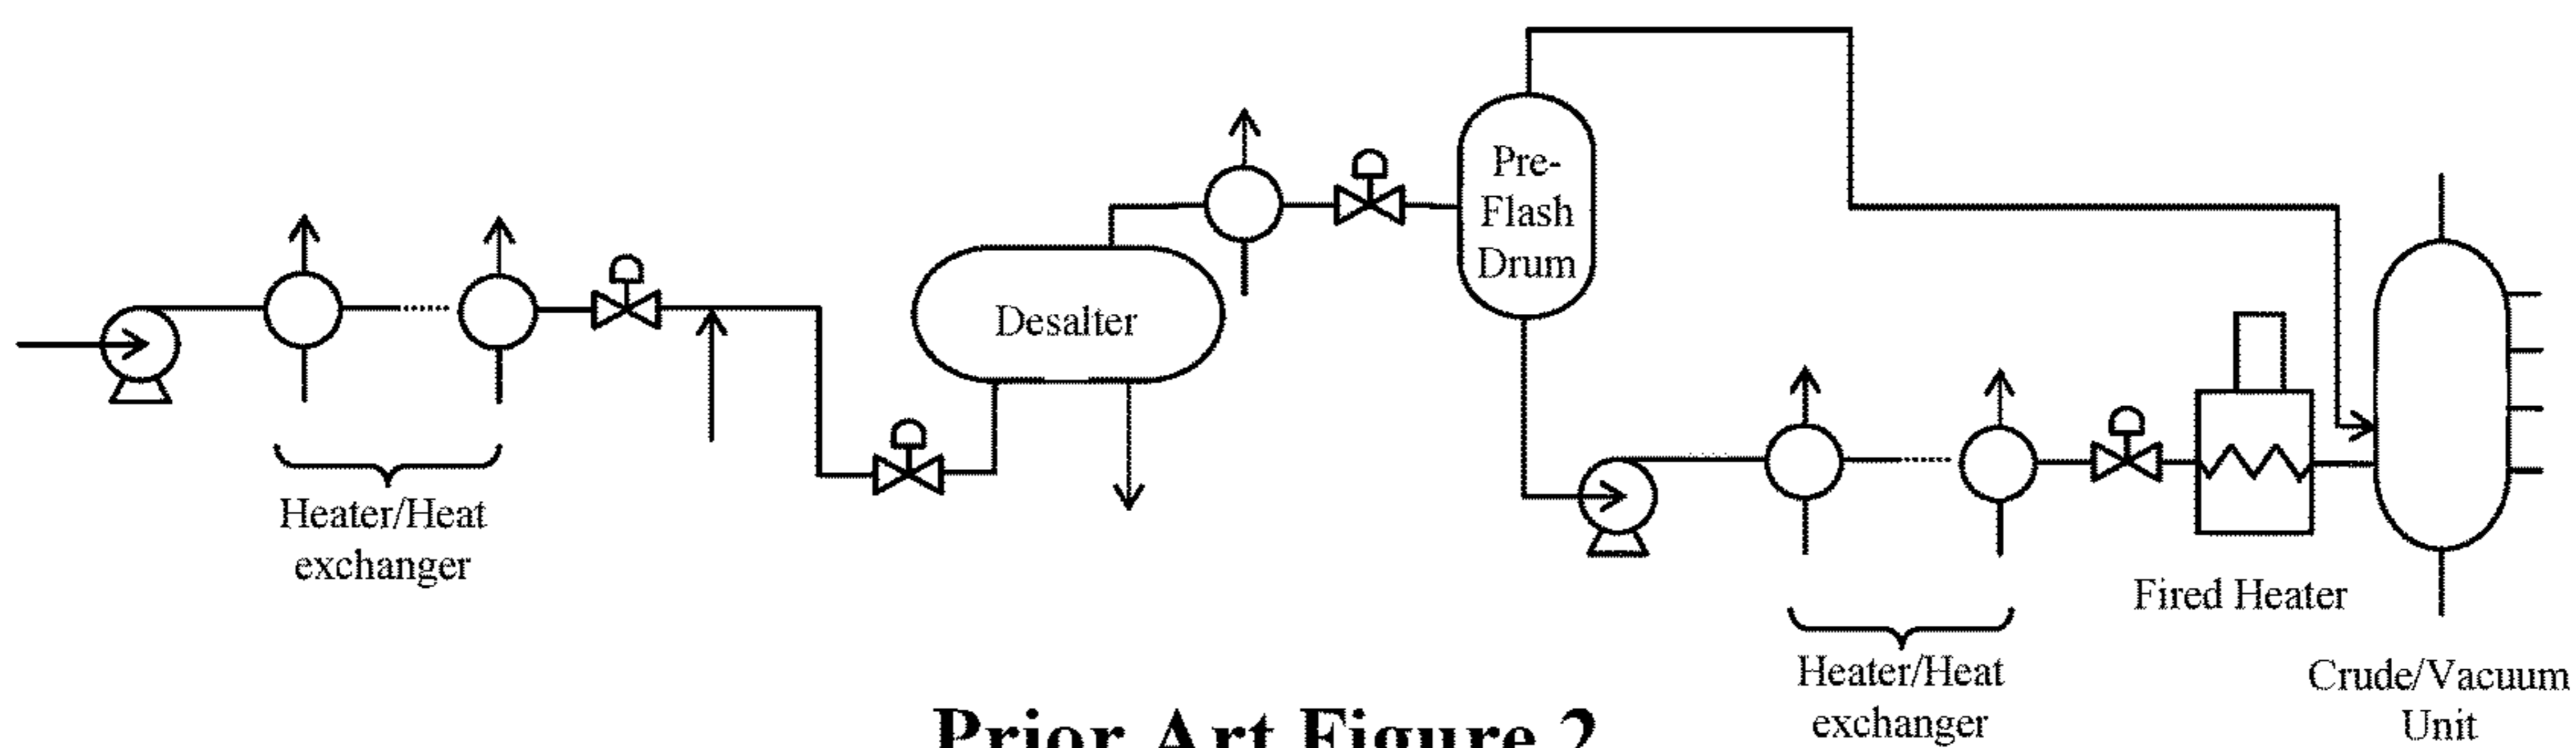 Pre-
Flash
Drum
Desalter
Heater/Heat
exchanger
Fired Heater
Heater/Heat
exchanger
Crude/Vacuum
Unit
Prior Art Figure 2